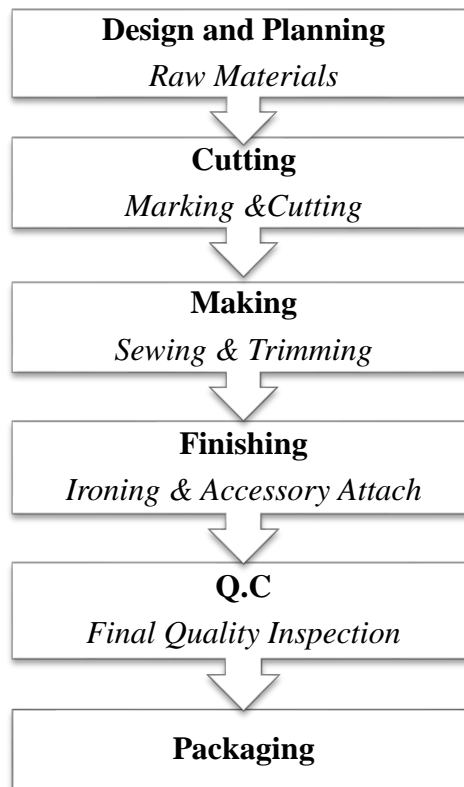 Design and Planning
Raw Materials
Cutting
Marking &Cutting
Making
Sewing & Trimming
Finishing
Ironing & Accessory Attach
Q.C
Final Quality Inspection
Packaging